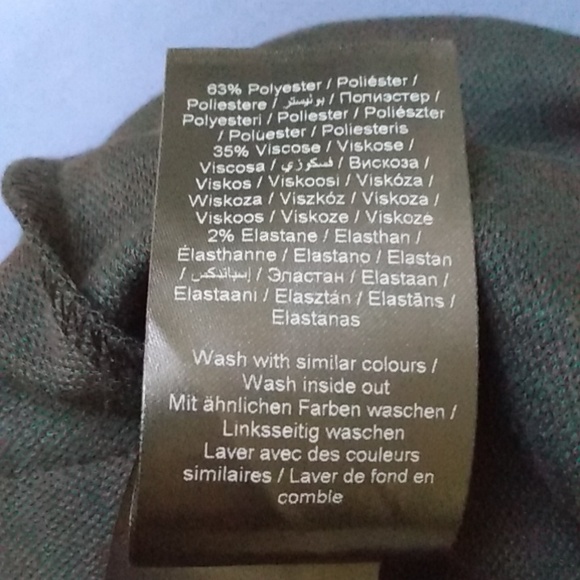 63% Polyester / Poliéster /
Poliestere / بوليستر / Полиэстер /
Polyesteri / Poliester / Poliészter
/ Polüester / Poliesteris
35% Viscose / Viskose /
Viscosa / فسكوزي / Вискоза /
Viskos / Viskoosi / Viskóza /
Wiskoza / Viszkóz / Viskoza /
Viskoos / Viskoze / Viskozė
2% Elastane / Elasthan /
Élasthanne / Elastano / Elastan
/ إسباندكس / Эластан / Elastaan /
Elastaani / Elasztán / Elastāns /
Elastanas
Wash with similar colours /
Wash inside out
Mit ähnlichen Farben waschen /
Linksseitig waschen
Laver avec des couleurs
similaires / Laver de fond en
comble